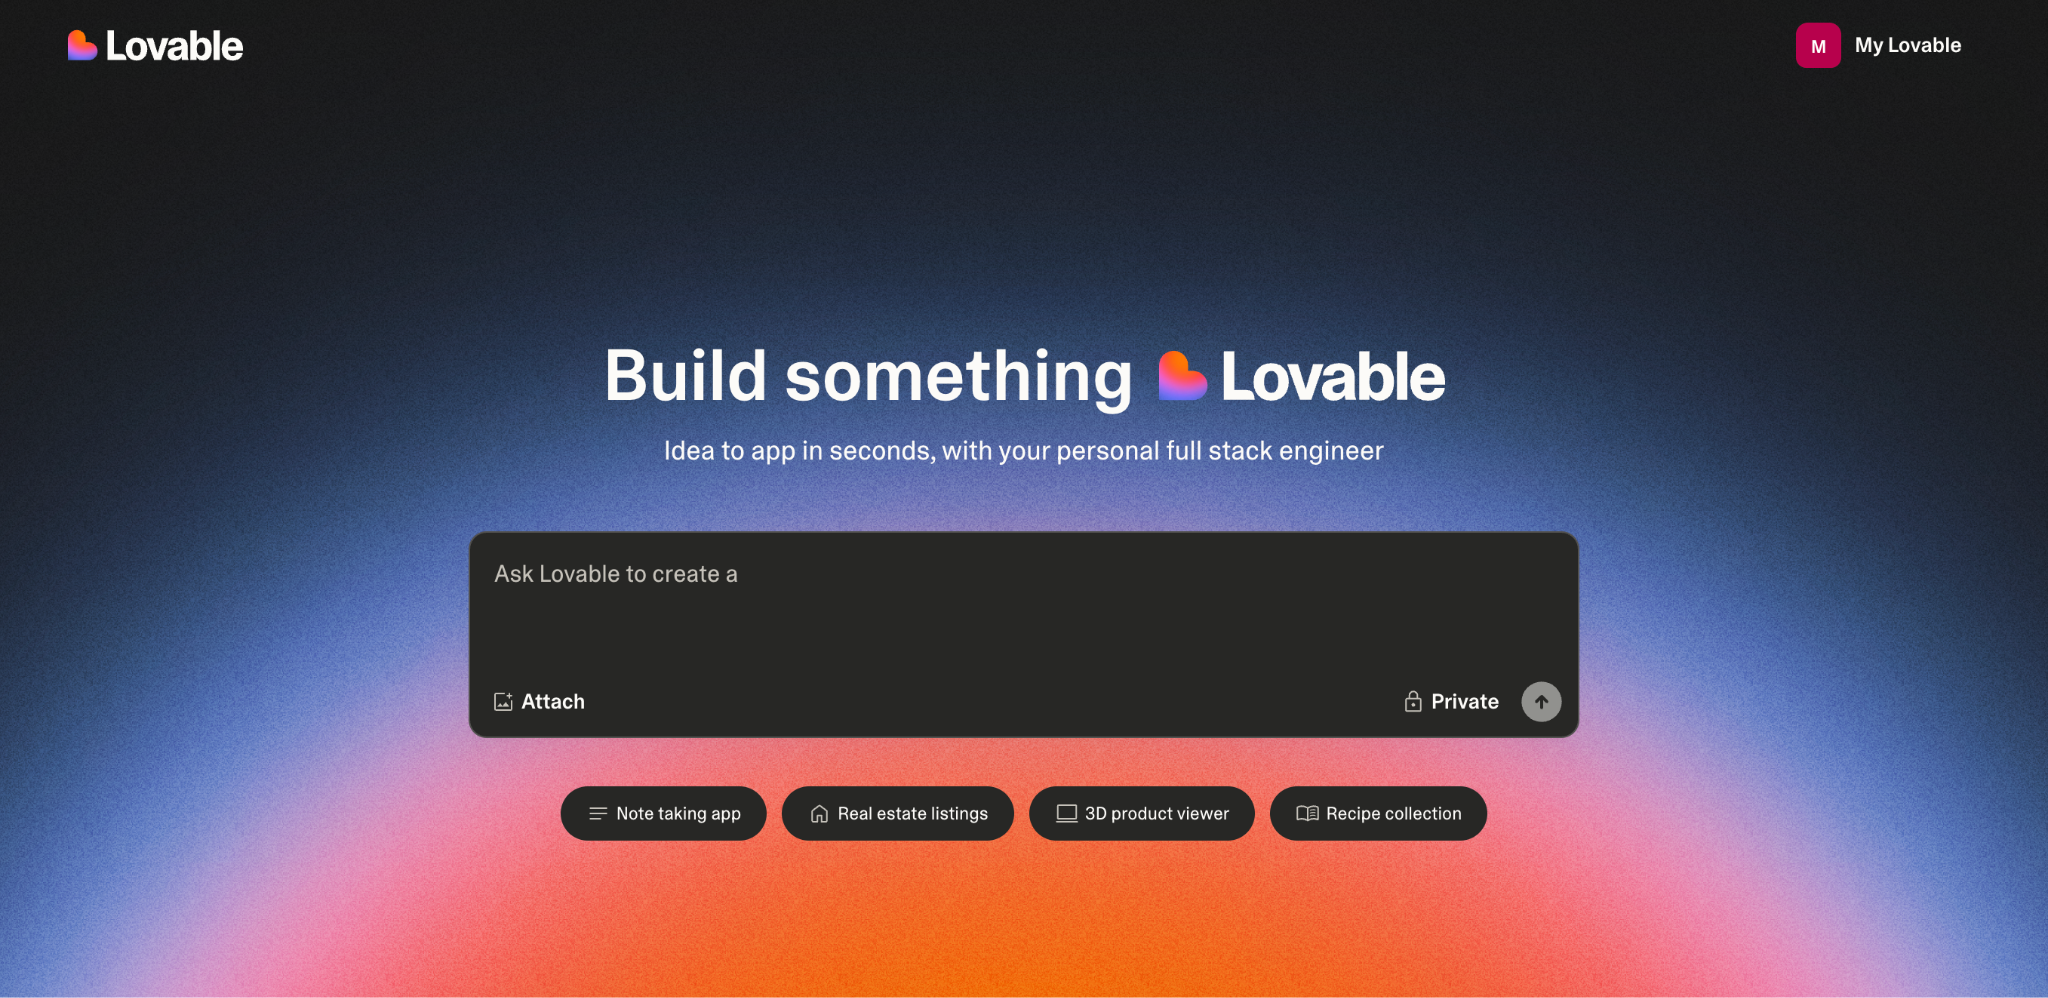 Lovable
M My Lovable
Build something Lovable
Idea to app in seconds, with your personal full stack engineer
Ask Lovable to create a
Attach
Private
Note taking app
Real estate listings
3D product viewer
Recipe collection